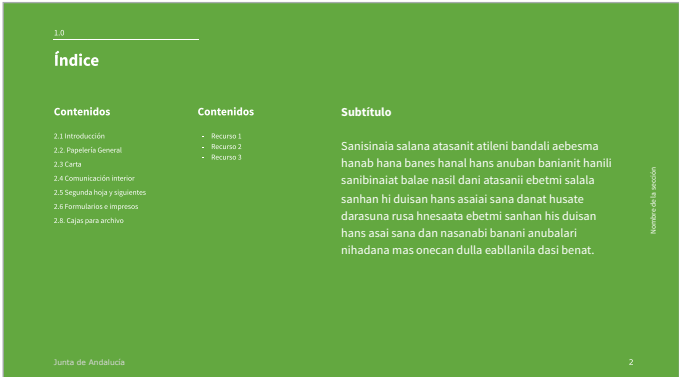 1.0
Índice
Contenidos
2.1 Introducción
2.2. Papelería General
2.3 Carta
2.4 Comunicación interior
2.5 Segunda hoja y siguientes
2.6 Formularios e impresos
2.8. Cajas para archivo
Contenidos
- Recurso 1
- Recurso 2
- Recurso 3
Subtítulo
Sanisinaia salana atasanit atileni bandali aebesma
hanab hana banes hanal hans anuban banianit hanili
sanibinaiat balae nasil dani atasanii ebetmi salala
sanhan hi duisan hans asaiai sana danat husate
darasuna rusa hnesaata ebetmi sanhan his duisan
hans asai sana dan nasanabi banani anubalari
nihadana mas onecan dulla eabllanila dasi benat.
Nombre de la sección
Junta de Andalucía
2